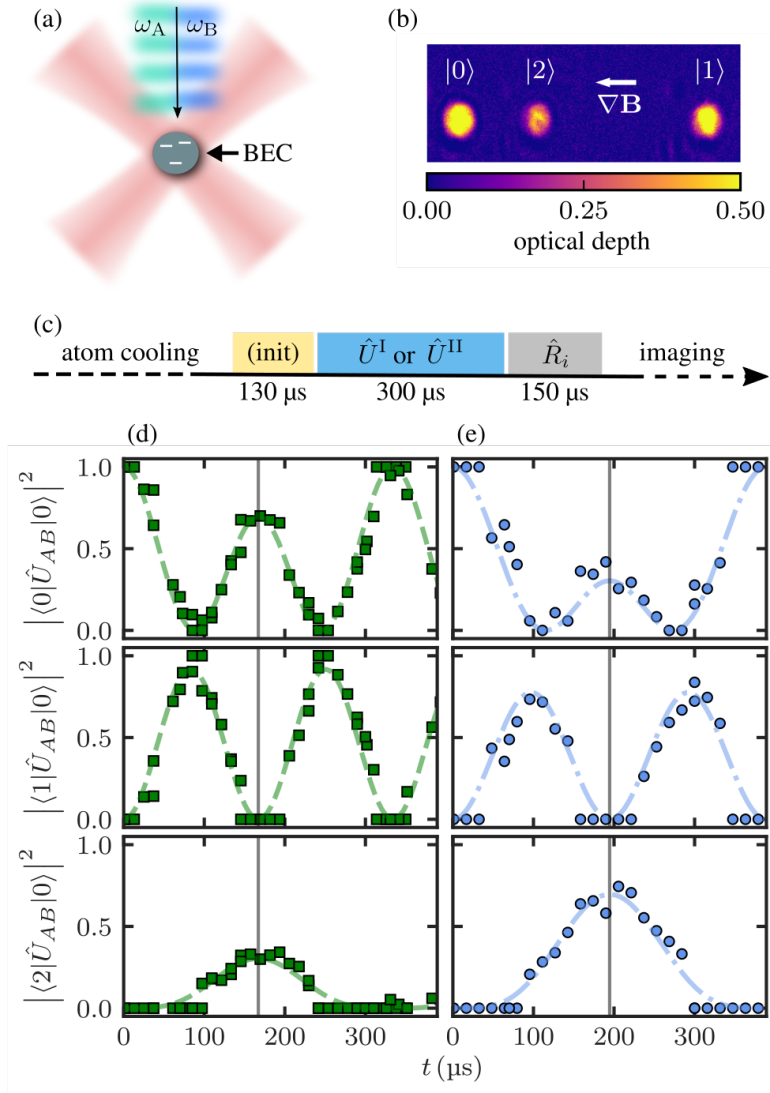 (a)
ω_A ω_B
BEC
(b)
|0⟩ |2⟩ |1⟩
∇B
0.00 0.25 0.50
optical depth
(c)
atom cooling (init) Û^I or Û^II R̂_i imaging
130 µs 300 µs 150 µs
(d) (e)
|⟨0|Û_AB|0⟩|²
1.0
0.5
0.0
|⟨1|Û_AB|0⟩|²
1.0
0.5
0.0
|⟨2|Û_AB|0⟩|²
1.0
0.5
0.0
0 100 200 300 0 100 200 300
t (µs)